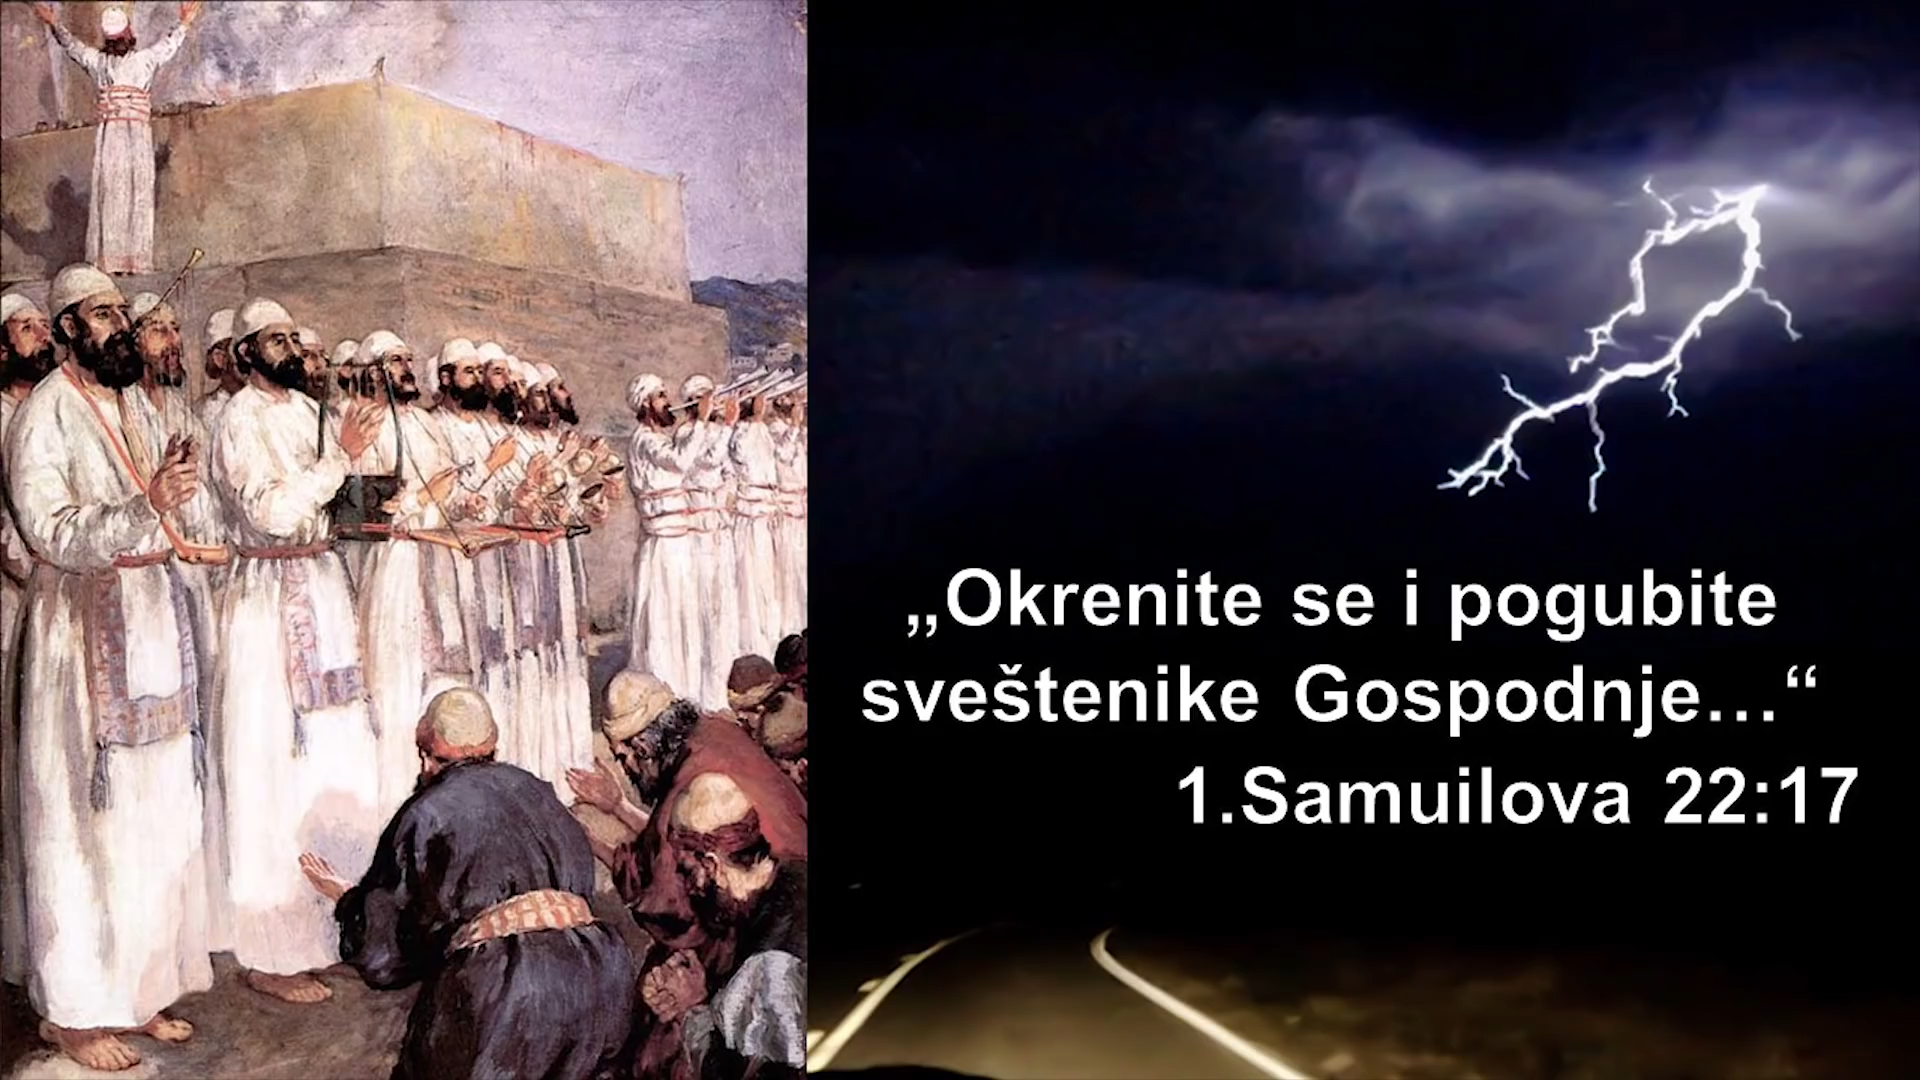 „Okrenite se i pogubite
sveštenike Gospodnje...“
1.Samuilova 22:17